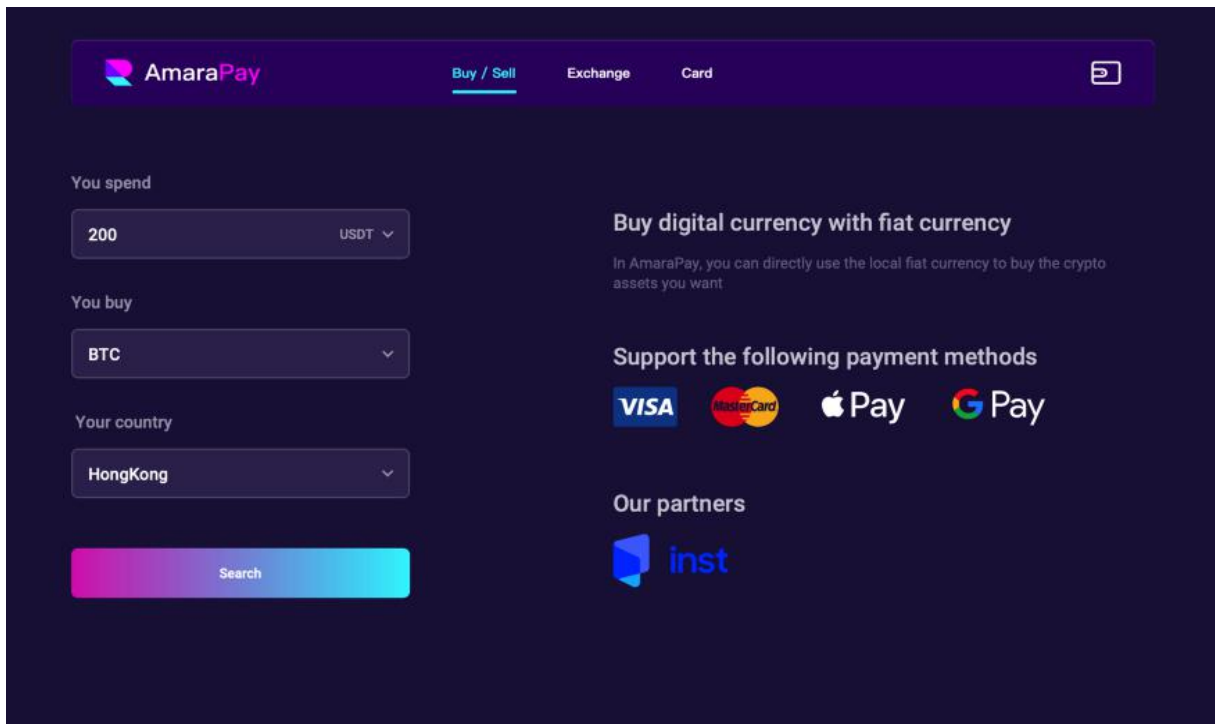 AmaraPay
Buy / Sell
Exchange
Card
You spend
200
USDT
You buy
BTC
Your country
HongKong
Search
Buy digital currency with fiat currency
In AmaraPay, you can directly use the local fiat currency to buy the crypto
assets you want
Support the following payment methods
VISA
MasterCard
Pay
G Pay
Our partners
inst